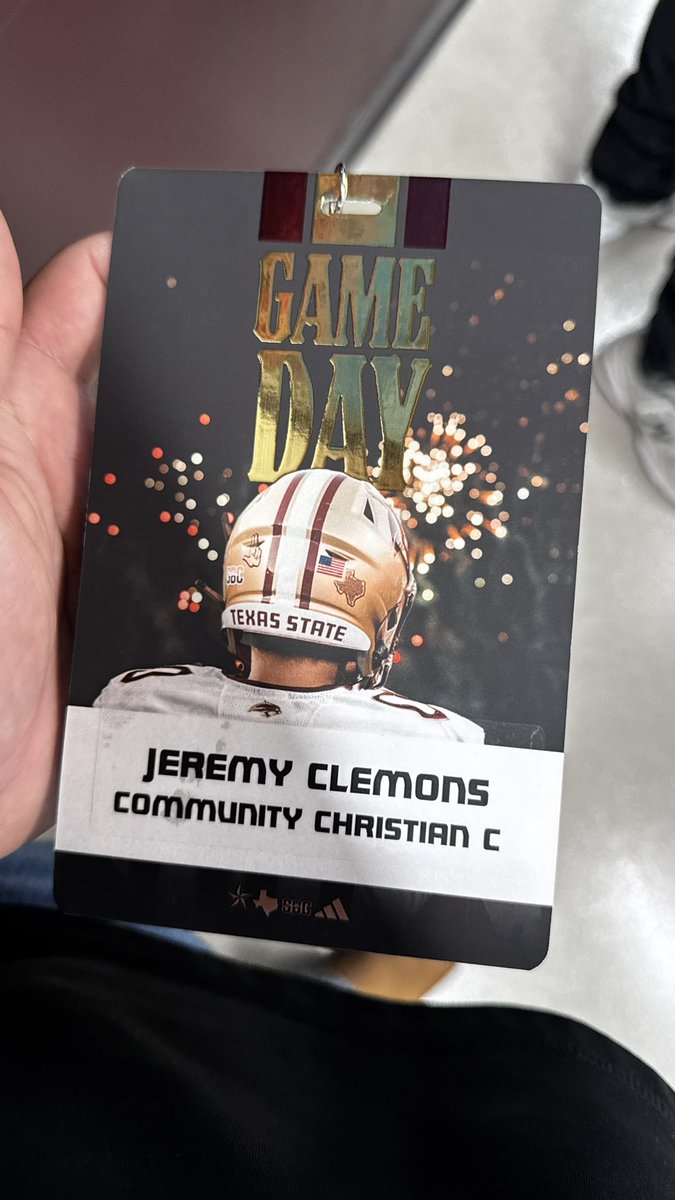 GAME
DAY
SBC
TEXAS STATE
JEREMY CLEMONS
COMMUNITY CHRISTIAN C
SBC